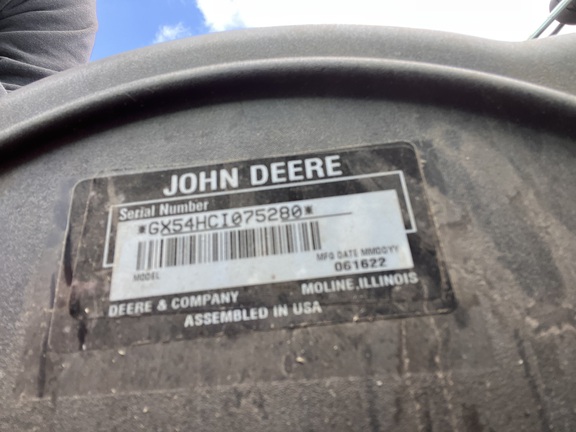 JOHN DEERE
Serial Number
*GX54HCI075280*
MODEL
MFG DATE MMDDYY
061622
DEERE & COMPANY
MOLINE, ILLINOIS
ASSEMBLED IN USA